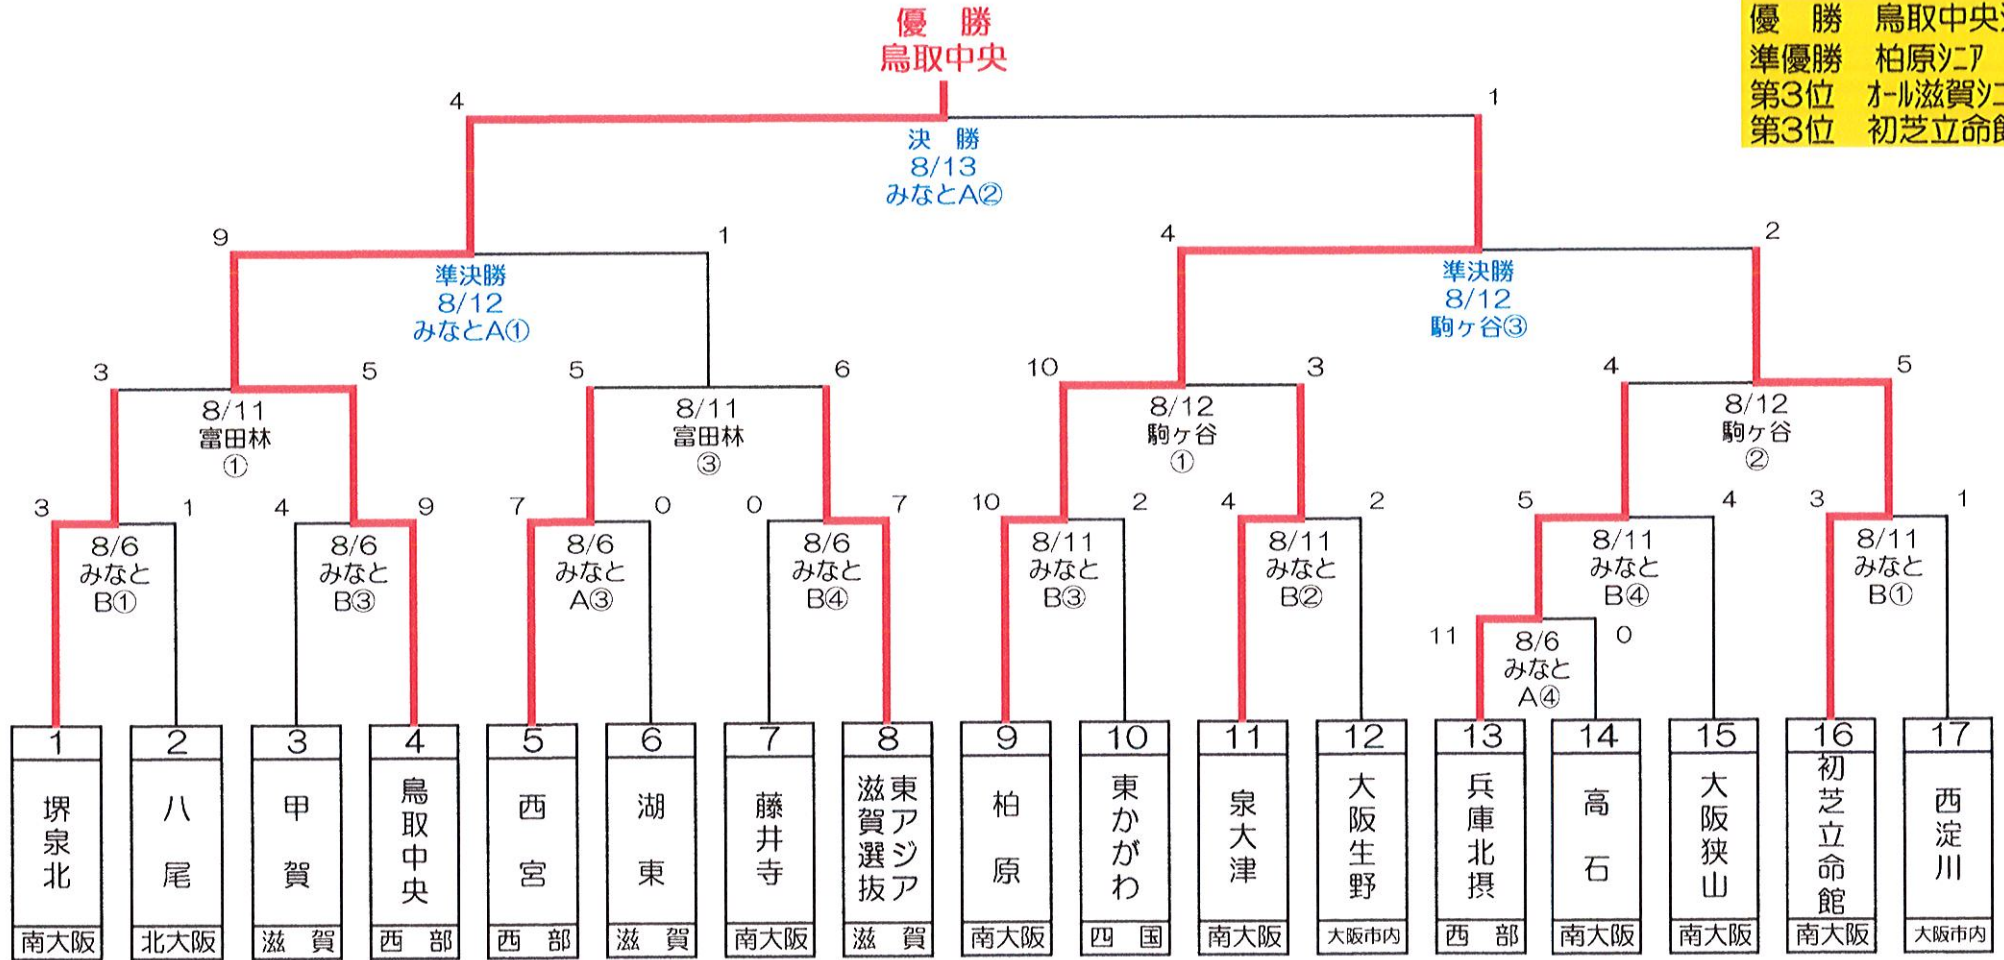 優　勝
鳥取中央
優　勝　鳥取中央
準優勝　柏原ｼﾆｱ
第3位　ｵｰﾙ滋賀ｼﾆ
第3位　初芝立命館
4
1
決　勝
8/13
みなとA②
9
1
4
2
準決勝
8/12
みなとA①
準決勝
8/12
駒ヶ谷③
3
5
5
6
10
3
4
5
8/11
富田林
①
8/11
富田林
③
8/12
駒ヶ谷
①
8/12
駒ヶ谷
②
3
1
4
9
7
0
0
7
10
2
4
2
5
4
3
1
8/6
みなと
B①
8/6
みなと
B③
8/6
みなと
A③
8/6
みなと
B④
8/11
みなと
B③
8/11
みなと
B②
8/11
みなと
B④
8/11
みなと
B①
11
0
8/6
みなと
A④
1
堺泉北
南大阪
2
八尾
北大阪
3
甲賀
滋賀
4
鳥取中央
西部
5
西宮
西部
6
湖東
滋賀
7
藤井寺
南大阪
8
東アジア
滋賀選抜
滋賀
9
柏原
南大阪
10
東かがわ
四国
11
泉大津
南大阪
12
大阪生野
大阪市内
13
兵庫北摂
西部
14
高石
南大阪
15
大阪狭山
南大阪
16
初芝立命館
南大阪
17
西淀川
大阪市内